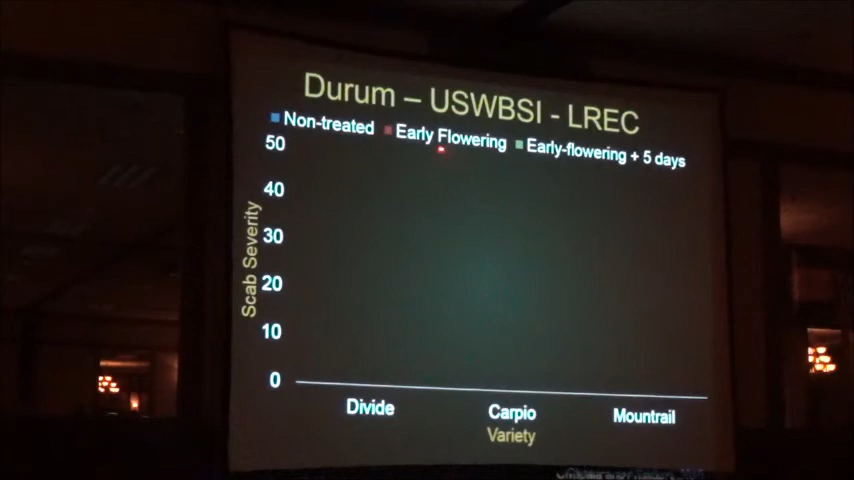 Durum – USWBSI - LREC
Non-treated Early Flowering Early-flowering + 5 days
50
40
30
20
10
0
Scab Severity
Divide Carpio Mountrail
Variety